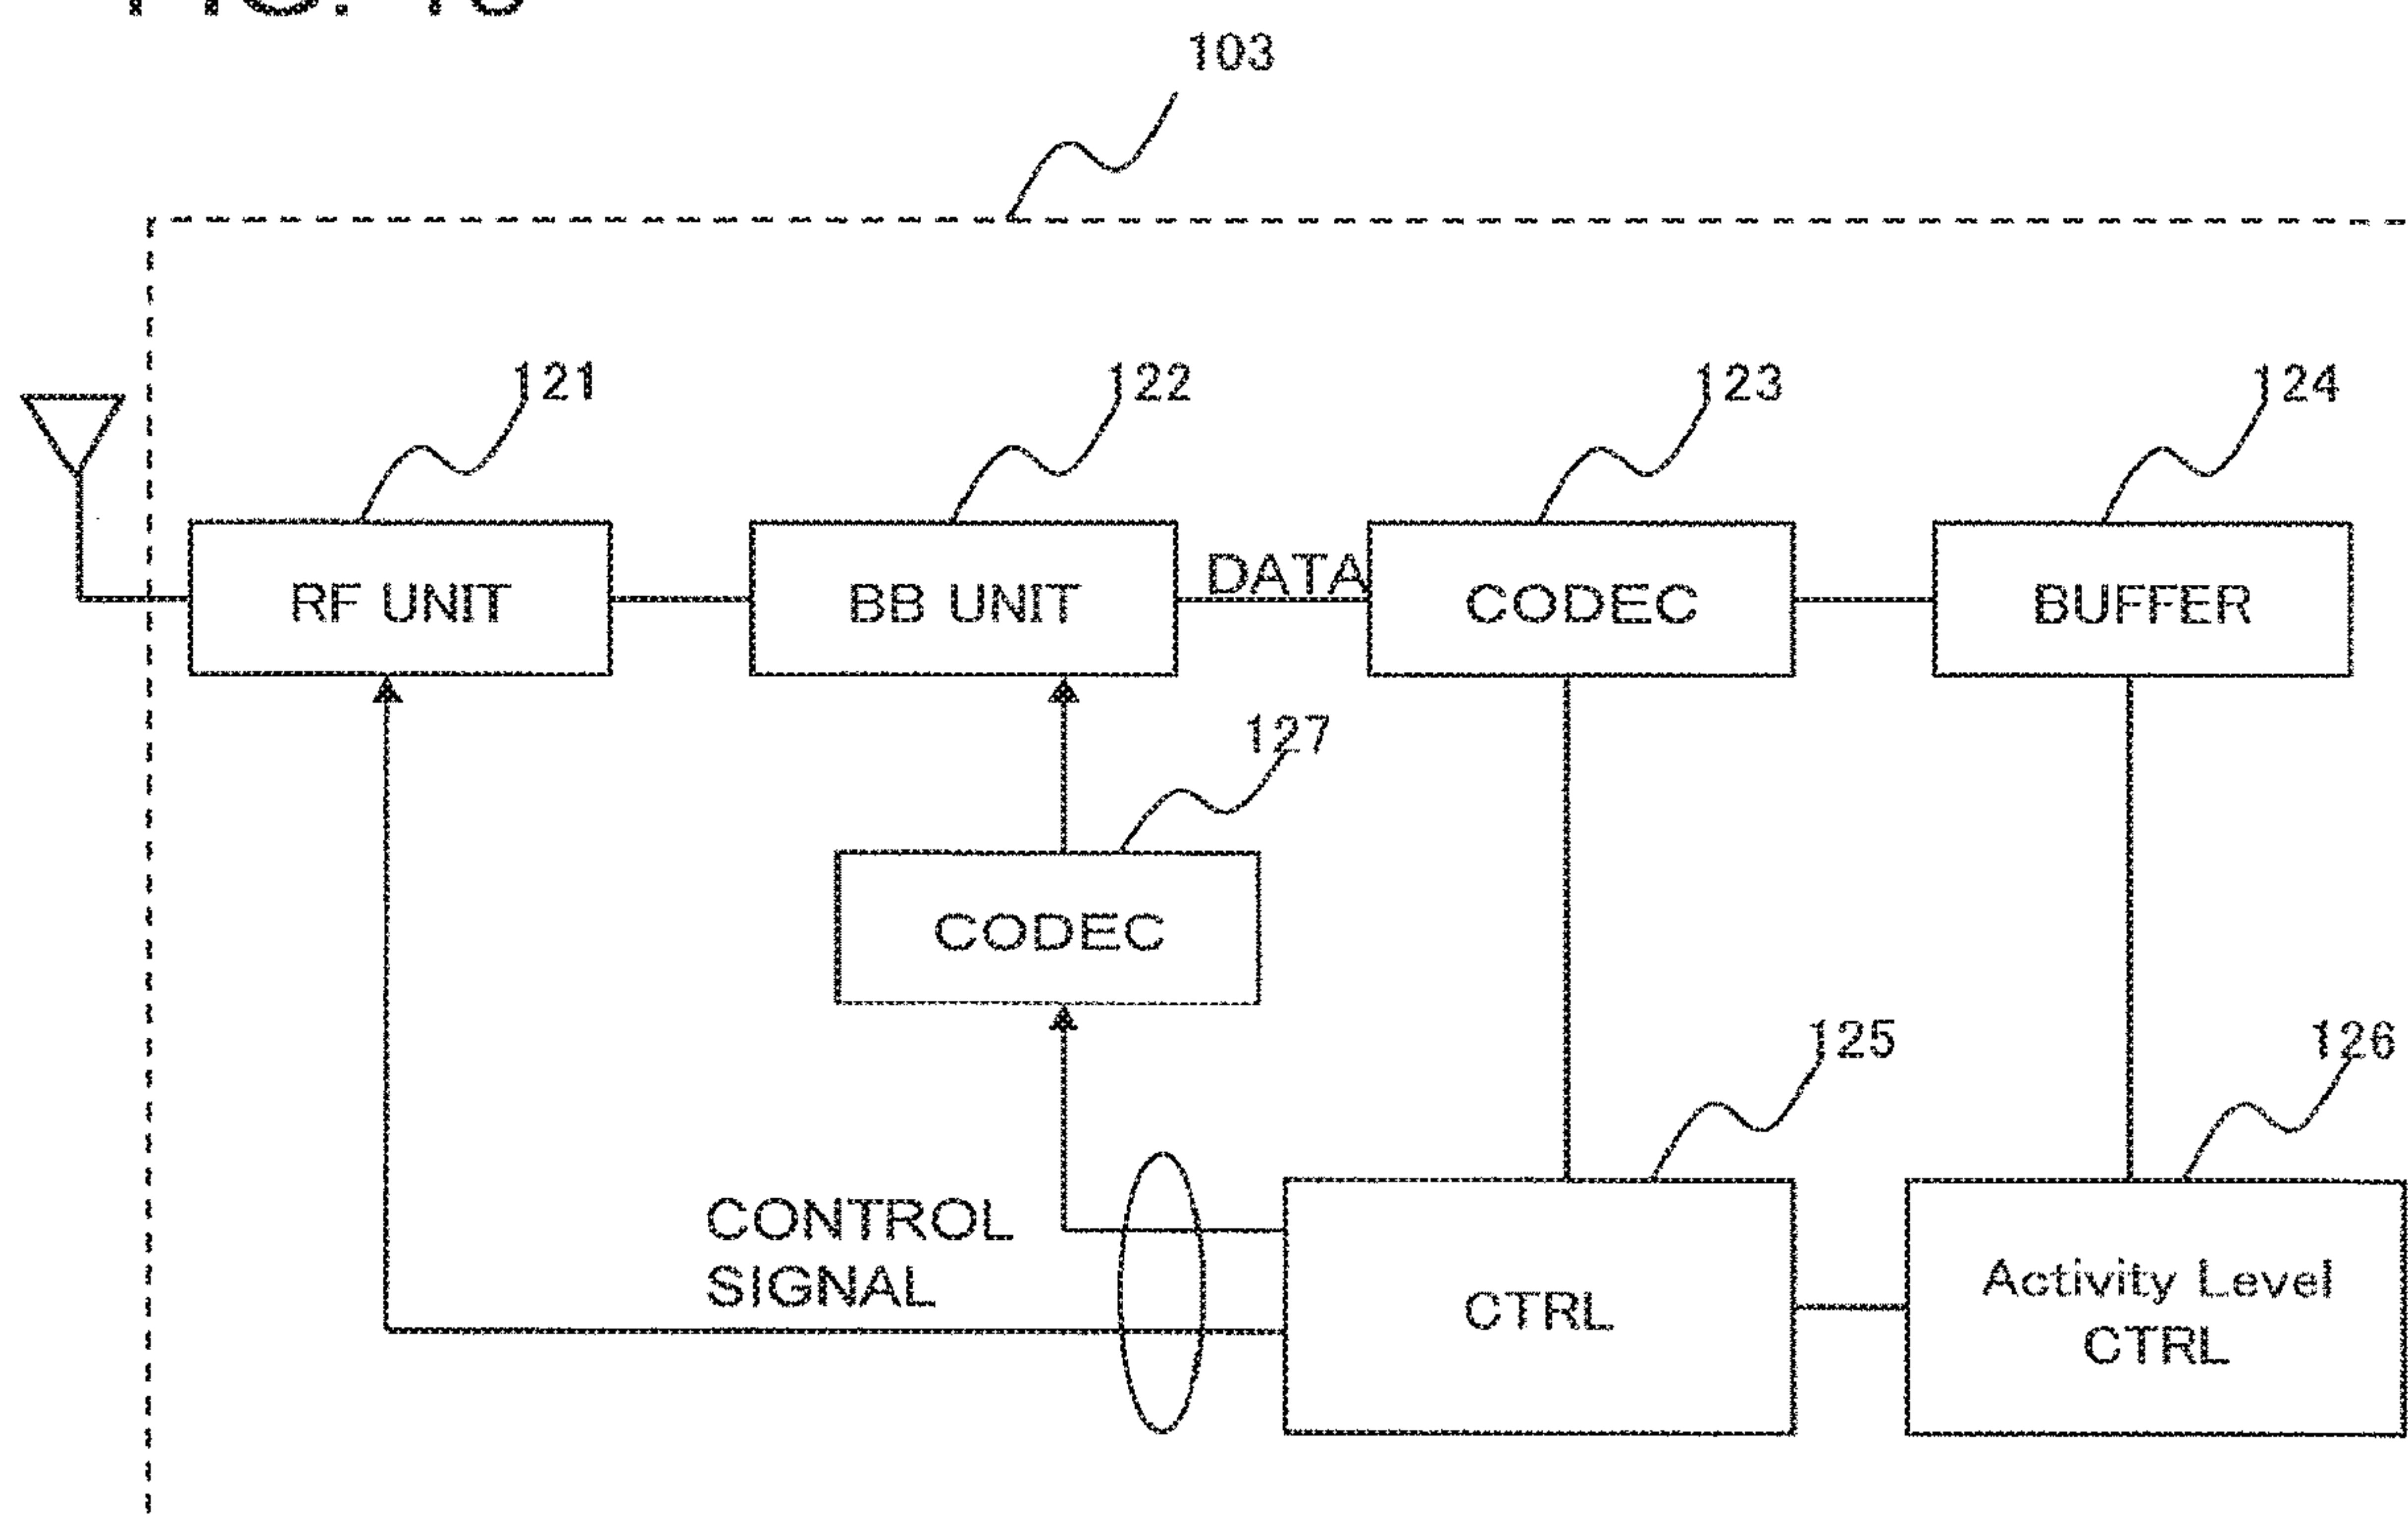 103
121
122
123
124
RF UNIT
BB UNIT
DATA
CODEC
BUFFER
127
CODEC
125
126
CONTROL
SIGNAL
CTRL
Activity Level
CTRL